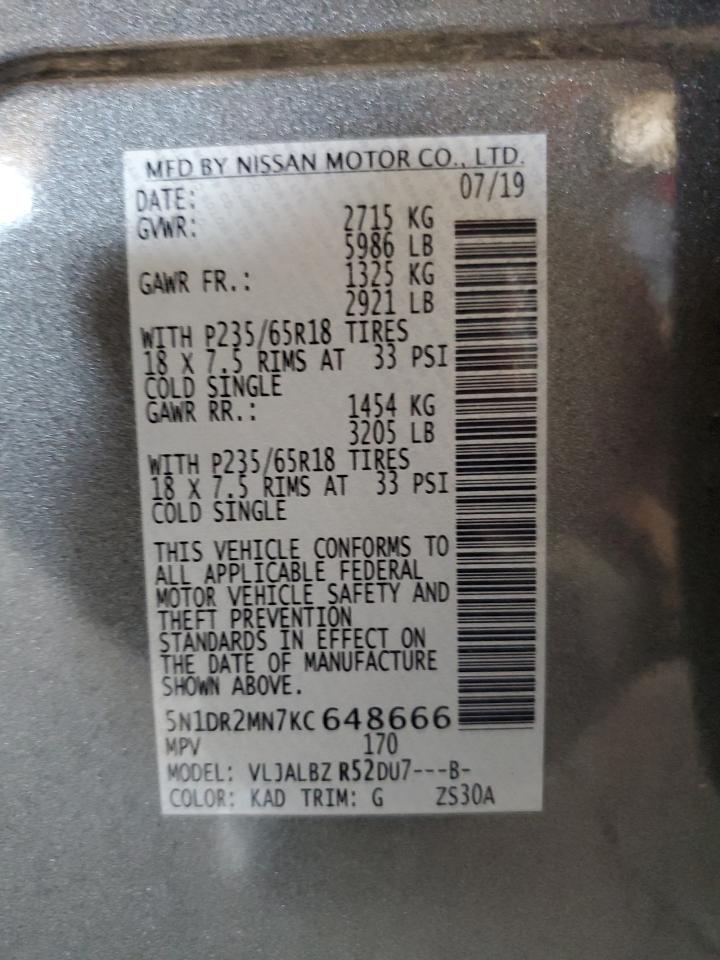 MFD BY NISSAN MOTOR CO., LTD.
DATE: 07/19
GVWR: 2715 KG
5986 LB
GAWR FR.: 1325 KG
2921 LB
WITH P235/65R18 TIRES
18 X 7.5 RIMS AT 33 PSI
COLD SINGLE
GAWR RR.: 1454 KG
3205 LB
WITH P235/65R18 TIRES
18 X 7.5 RIMS AT 33 PSI
COLD SINGLE
THIS VEHICLE CONFORMS TO
ALL APPLICABLE FEDERAL
MOTOR VEHICLE SAFETY AND
THEFT PREVENTION
STANDARDS IN EFFECT ON
THE DATE OF MANUFACTURE
SHOWN ABOVE.
5N1DR2MN7KC648666
MPV 170
MODEL: VLJALBZ R52DU7---B-
COLOR: KAD TRIM: G ZS30A